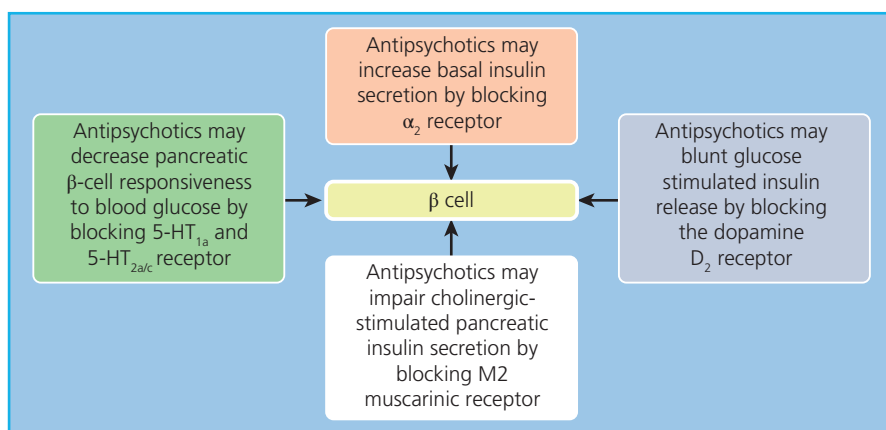 Antipsychotics may
increase basal insulin
secretion by blocking
α₂ receptor
Antipsychotics may
decrease pancreatic
β-cell responsiveness
to blood glucose by
blocking 5-HT₁ₐ and
5-HT₂ₐ/c receptor
β cell
Antipsychotics may
blunt glucose
stimulated insulin
release by blocking
the dopamine
D₂ receptor
Antipsychotics may
impair cholinergic-
stimulated pancreatic
insulin secretion by
blocking M2
muscarinic receptor